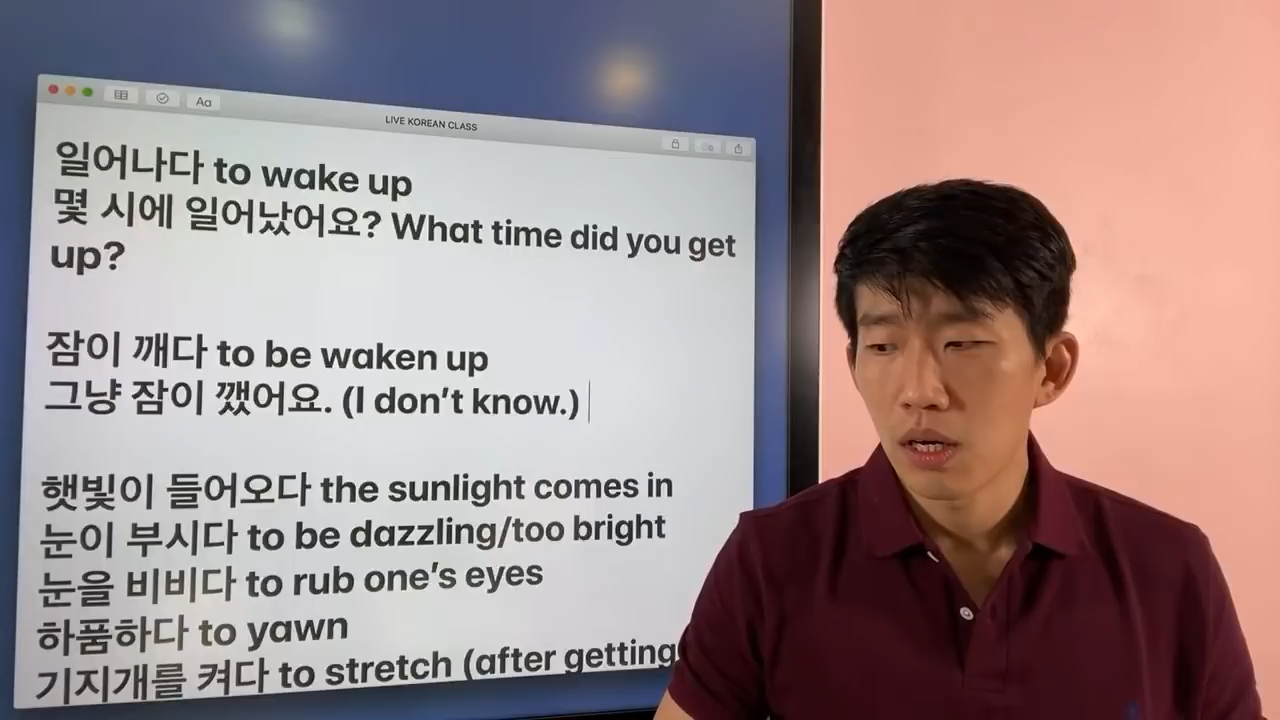 Aa
LIVE KOREAN CLASS
일어나다 to wake up
몇 시에 일어났어요? What time did you get
up?
잠이 깨다 to be waken up
그냥 잠이 깼어요. (I don't know.)
햇빛이 들어오다 the sunlight comes in
눈이 부시다 to be dazzling/too bright
눈을 비비다 to rub one's eyes
하품하다 to yawn
기지개를 켜다 to stretch (after getting